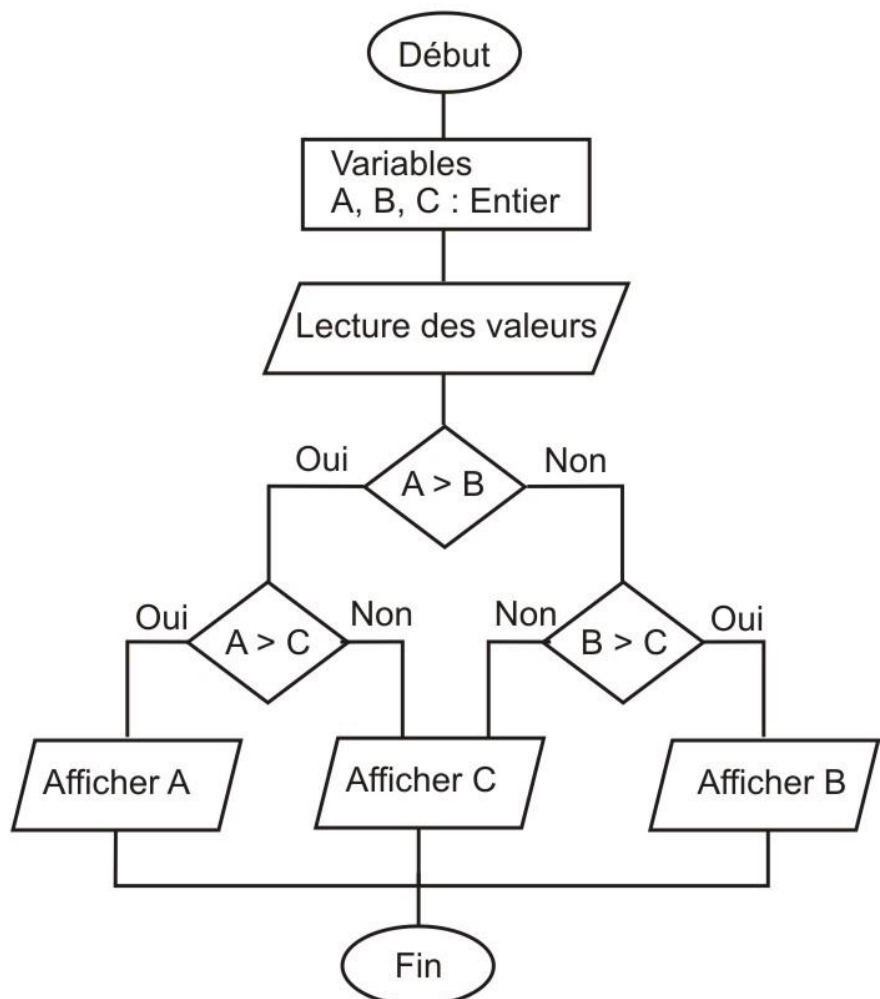 Début
Variables
A, B, C : Entier
Lecture des valeurs
Oui
A > B
Non
Oui
A > C
Non
Non
B > C
Oui
Afficher A
Afficher C
Afficher B
Fin